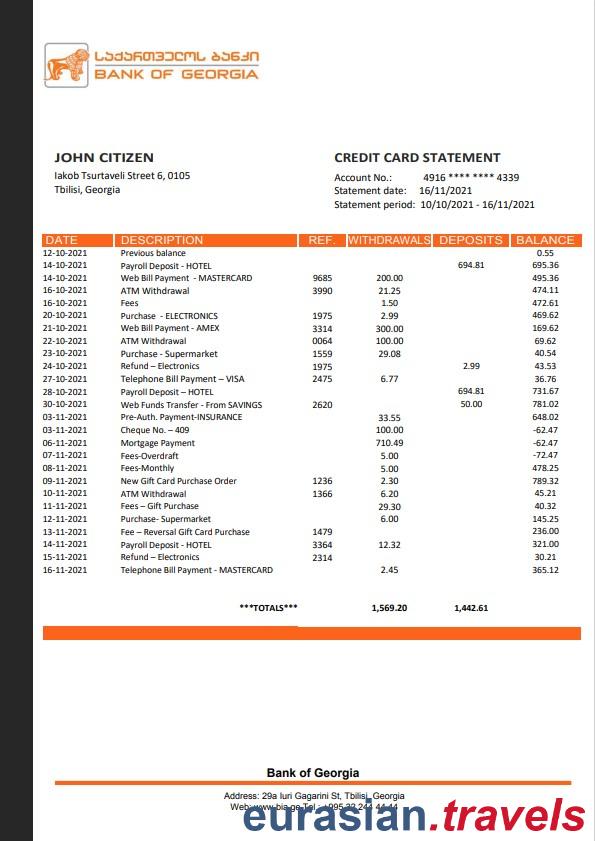 საქართველოს ბანკი
BANK OF GEORGIA
JOHN CITIZEN
Iakob Tsurtaveli Street 6, 0105
Tbilisi, Georgia
CREDIT CARD STATEMENT
Account No.: 4916 **** **** 4339
Statement date: 16/11/2021
Statement period: 10/10/2021 - 16/11/2021
DATE DESCRIPTION REF. WITHDRAWALS DEPOSITS BALANCE
12-10-2021 Previous balance 0.55
14-10-2021 Payroll Deposit - HOTEL 694.81 695.36
14-10-2021 Web Bill Payment - MASTERCARD 9685 200.00 495.36
16-10-2021 ATM Withdrawal 3990 21.25 474.11
16-10-2021 Fees 1.50 472.61
20-10-2021 Purchase - ELECTRONICS 1975 2.99 469.62
21-10-2021 Web Bill Payment - AMEX 3314 300.00 169.62
22-10-2021 ATM Withdrawal 0064 100.00 69.62
23-10-2021 Purchase - Supermarket 1559 29.08 40.54
24-10-2021 Refund – Electronics 1975 2.99 43.53
27-10-2021 Telephone Bill Payment – VISA 2475 6.77 36.76
28-10-2021 Payroll Deposit – HOTEL 694.81 731.67
30-10-2021 Web Funds Transfer - From SAVINGS 2620 50.00 781.02
03-11-2021 Pre-Auth. Payment-INSURANCE 33.55 648.02
03-11-2021 Cheque No. – 409 100.00 -62.47
06-11-2021 Mortgage Payment 710.49 -62.47
07-11-2021 Fees-Overdraft 5.00 -72.47
08-11-2021 Fees-Monthly 5.00 478.25
09-11-2021 New Gift Card Purchase Order 1236 2.30 789.32
10-11-2021 ATM Withdrawal 1366 6.20 45.21
11-11-2021 Fees – Gift Purchase 29.30 40.32
12-11-2021 Purchase- Supermarket 6.00 145.25
13-11-2021 Fee – Reversal Gift Card Purchase 1479 236.00
14-11-2021 Payroll Deposit - HOTEL 3364 12.32 321.00
15-11-2021 Refund – Electronics 2314 30.21
16-11-2021 Telephone Bill Payment - MASTERCARD 2.45 365.12
***TOTALS*** 1,569.20 1,442.61
Bank of Georgia
Address: 29a Iuri Gagarini St, Tbilisi, Georgia
Web: www.big.ge Tel.: +995 32 244 44 44
eurasian.travels